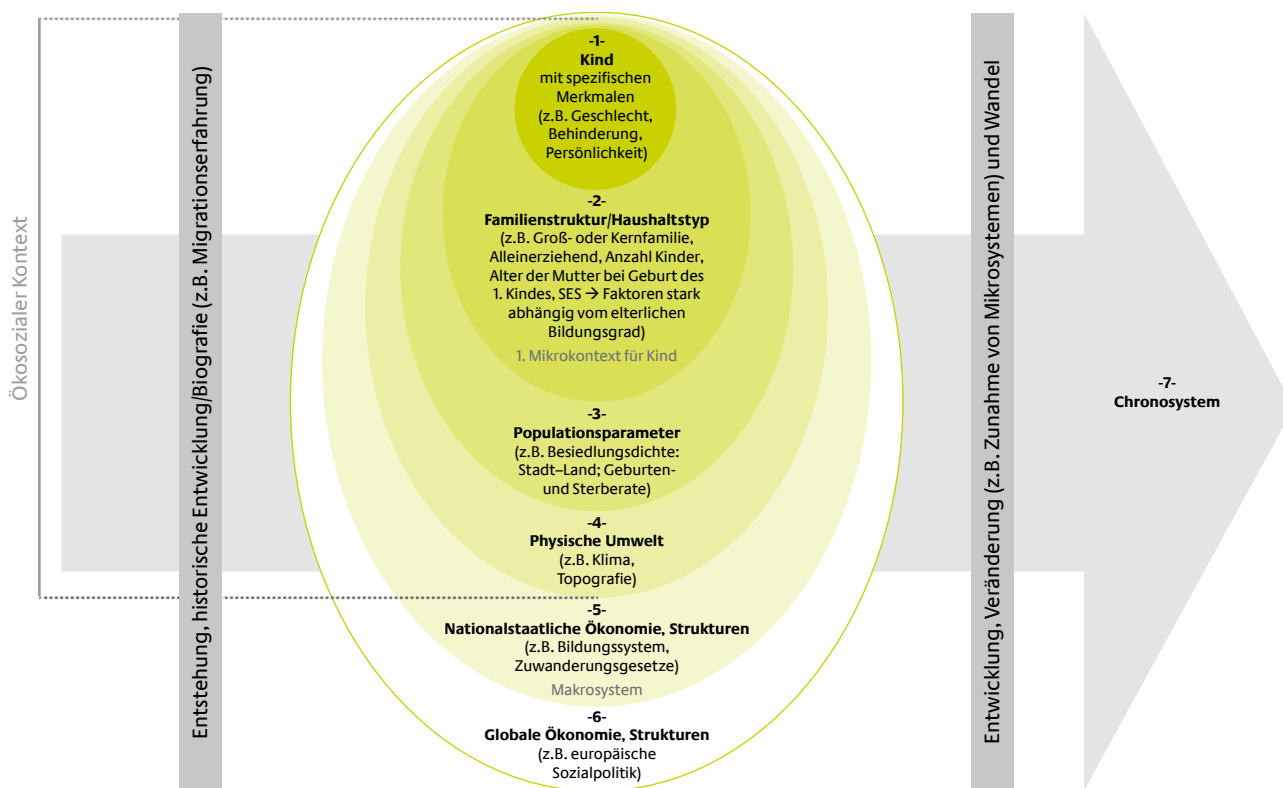 Ökosozialer Kontext
Entstehung, historische Entwicklung/Biografie (z.B. Migrationserfahrung)
-1-
Kind
mit spezifischen
Merkmalen
(z.B. Geschlecht,
Behinderung,
Persönlichkeit)
-2-
Familienstruktur/Haushaltstyp
(z.B. Groß- oder Kernfamilie,
Alleinerziehend, Anzahl Kinder,
Alter der Mutter bei Geburt des
1. Kindes, SES → Faktoren stark
abhängig vom elterlichen
Bildungsgrad)
1. Mikrokontext für Kind
-3-
Populationsparameter
(z.B. Besiedlungsdichte:
Stadt–Land; Geburten-
und Sterberate)
-4-
Physische Umwelt
(z.B. Klima,
Topografie)
-5-
Nationalstaatliche Ökonomie, Strukturen
(z.B. Bildungssystem,
Zuwanderungsgesetze)
Makrosystem
-6-
Globale Ökonomie, Strukturen
(z.B. europäische
Sozialpolitik)
Entwicklung, Veränderung (z.B. Zunahme von Mikrosystemen) und Wandel
-7-
Chronosystem